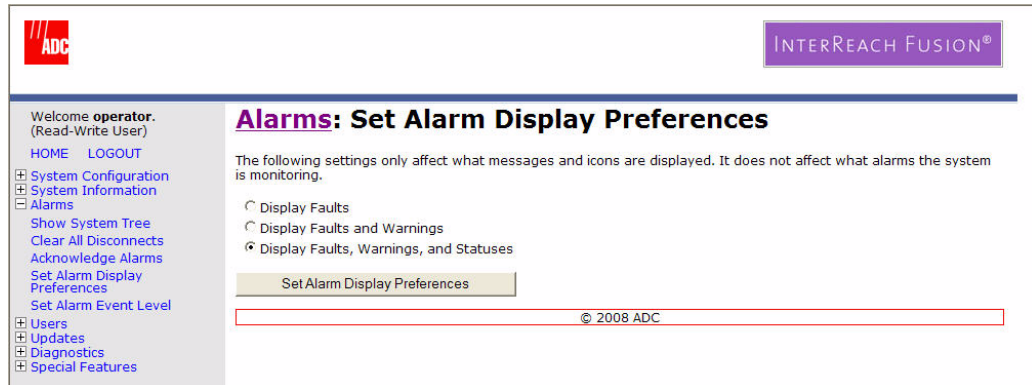 ADC
INTERREACH FUSION®
Welcome operator.
(Read-Write User)
HOME LOGOUT
System Configuration
System Information
Alarms
Show System Tree
Clear All Disconnects
Acknowledge Alarms
Set Alarm Display
Preferences
Set Alarm Event Level
Users
Updates
Diagnostics
Special Features
Alarms: Set Alarm Display Preferences
The following settings only affect what messages and icons are displayed. It does not affect what alarms the system
is monitoring.
Display Faults
Display Faults and Warnings
Display Faults, Warnings, and Statuses
Set Alarm Display Preferences
© 2008 ADC